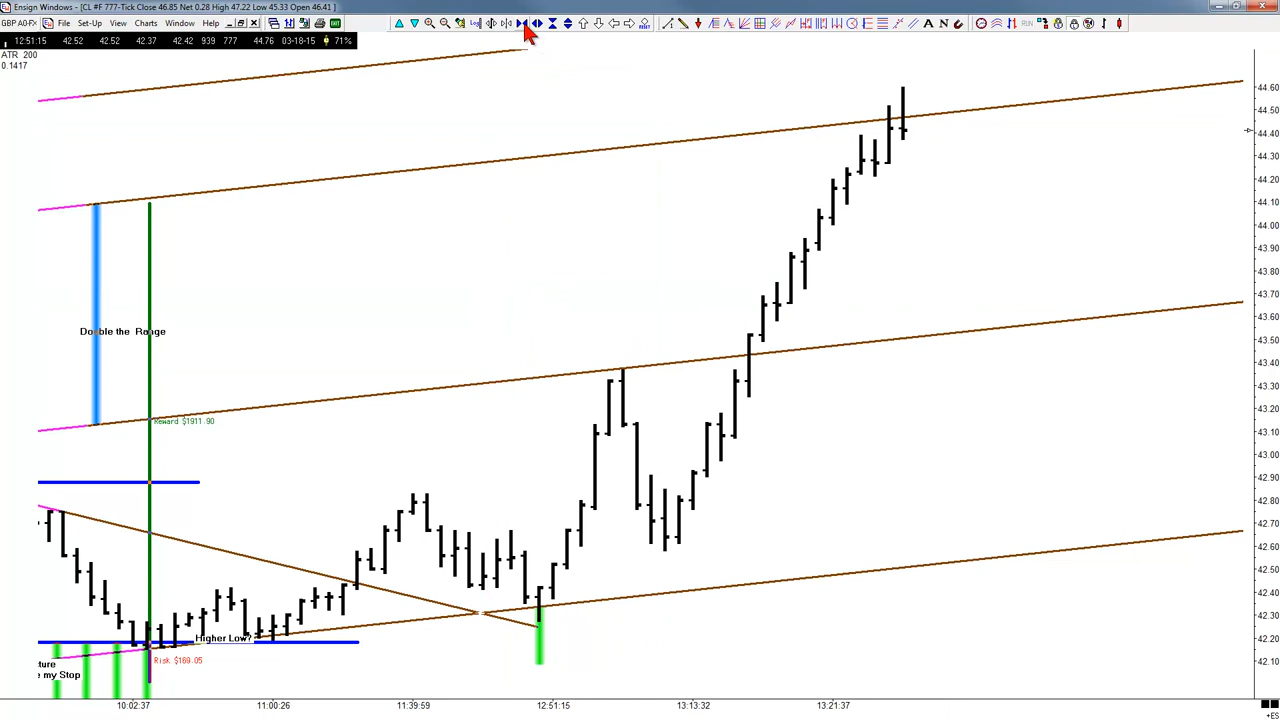 Ensign Windows - [CL #F 777-Tick Close 46.85 Net 0.28 High 47.22 Low 45.33 Open 46.41 ]
GBP A0-FX
File Set-Up View Charts Window Help
12:51:15 42.52 42.52 42.37 42.42 939 777 44.76 03-18-15 71%
ATR 200
0.1417
44.60
44.50
44.40
44.30
44.20
44.10
44.00
43.90
43.80
43.70
43.60
43.50
43.40
43.30
43.20
43.10
43.00
42.90
42.80
42.70
42.60
42.50
42.40
42.30
42.20
42.10
Double the Range
Reward $1911.90
Higher Low?
Risk $169.05
ture
e my Stop
10:02:37 11:00:26 11:39:59 12:51:15 13:13:32 13:21:37
+ES